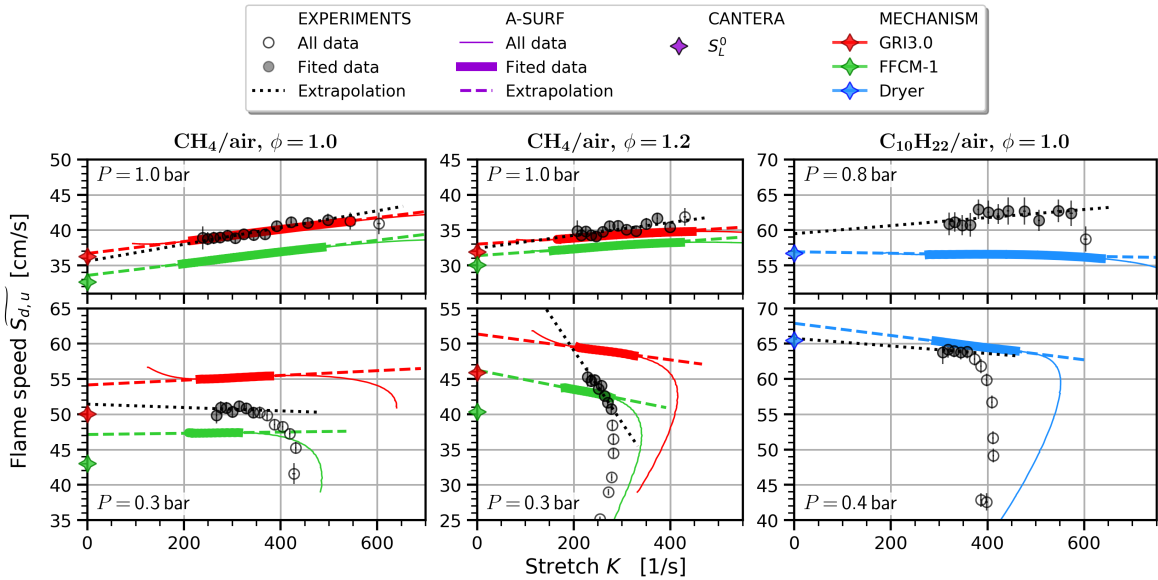 EXPERIMENTS A-SURF CANTERA MECHANISM
All data All data S_L^0 GRI3.0
Fited data Fited data FFCM-1
Extrapolation Extrapolation Dryer
CH₄/air, ϕ = 1.0 CH₄/air, ϕ = 1.2 C₁₀H₂₂/air, ϕ = 1.0
50
45
40
35
P = 1.0 bar
45
40
35
30
25
P = 1.0 bar
70
65
60
55
P = 0.8 bar
65
60
55
50
45
40
35
P = 0.3 bar
0 200 400 600
55
50
45
40
35
30
25
P = 0.3 bar
0 200 400
70
65
60
55
50
45
40
P = 0.4 bar
0 200 400 600
Flame speed S̃_{d,u} [cm/s]
Stretch K [1/s]